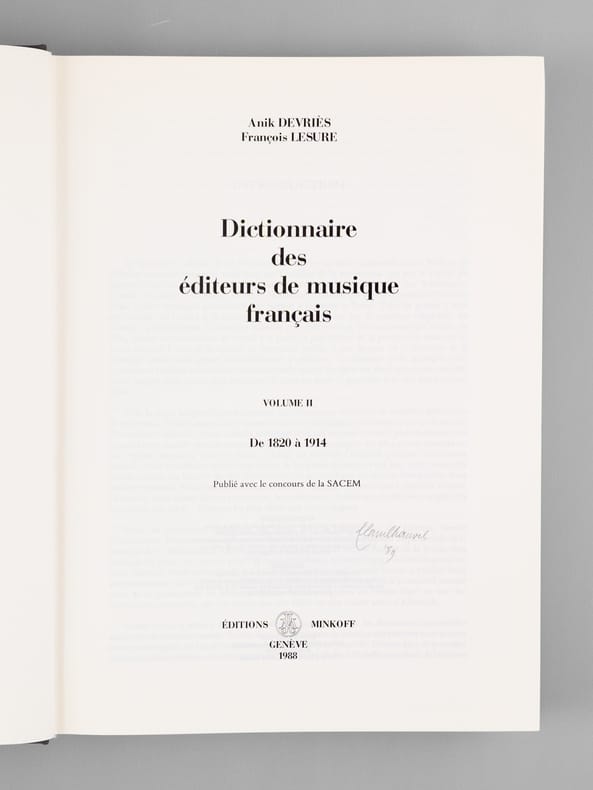 Anik DEVRIÈS
François LESURE
Dictionnaire
des
éditeurs de musique
français
VOLUME II
De 1820 à 1914
Publié avec le concours de la SACEM
'89
ÉDITIONS MINKOFF
GENÈVE
1988